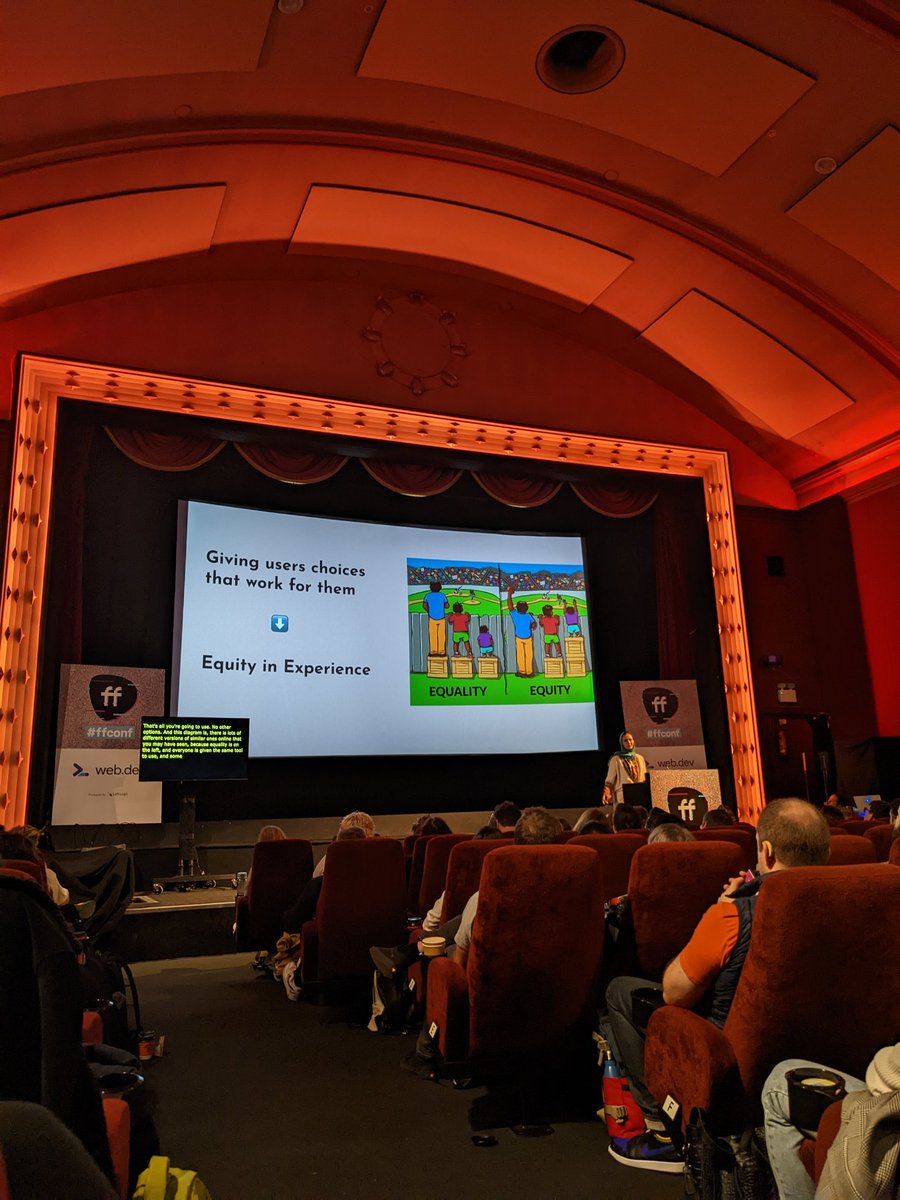 Giving users choices
that work for them
Equity in Experience
EQUALITY
EQUITY
ff
#ffconf
web.de
That's all you're going to use. No other
options. And this diagram is, there is lots of
different versions of similar ones online that
you may have seen, because equality is on
the left, and everyone is given the same tool
to use, and some
ff
#ffconf
web.dev
ff
F